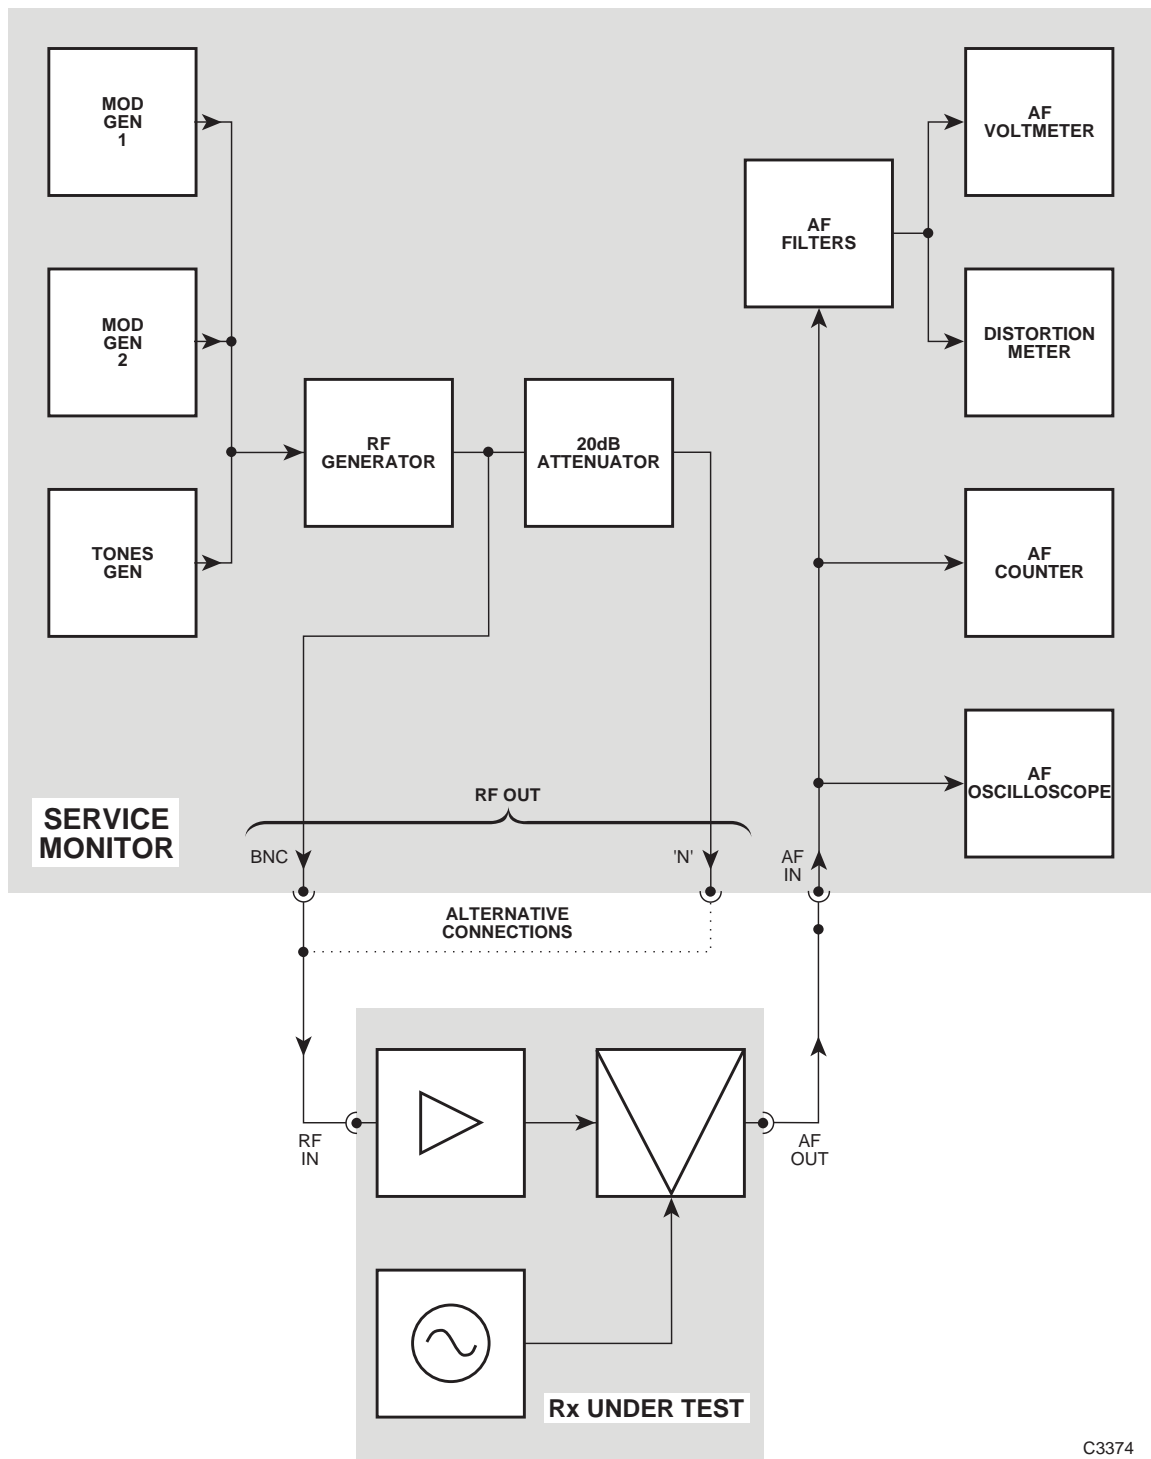 MOD
GEN
1
MOD
GEN
2
TONES
GEN
RF
GENERATOR
20dB
ATTENUATOR
AF
FILTERS
AF
VOLTMETER
DISTORTION
METER
AF
COUNTER
AF
OSCILLOSCOPE
SERVICE
MONITOR
RF OUT
BNC
'N'
AF
IN
ALTERNATIVE
CONNECTIONS
RF
IN
AF
OUT
Rx UNDER TEST
C3374